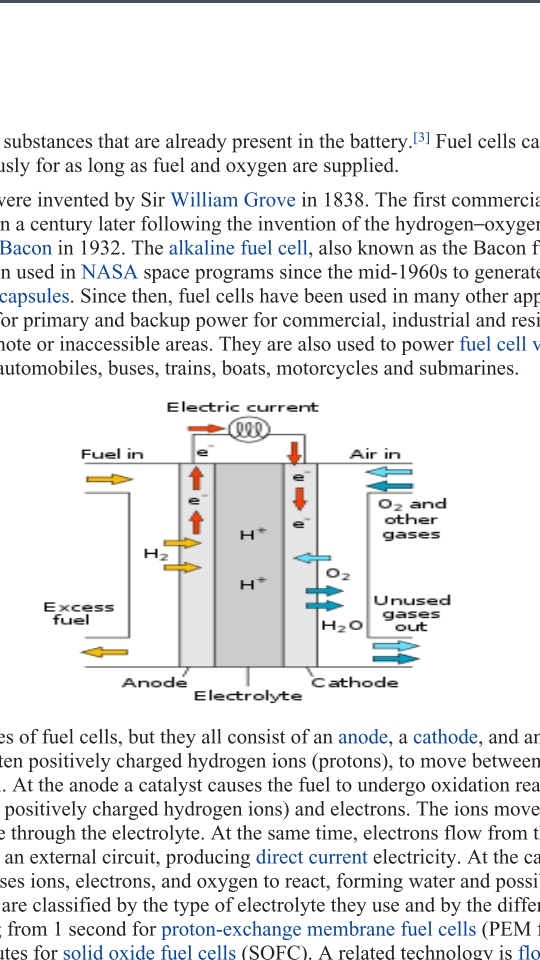 substances that are already present in the battery.[3] Fuel cells ca
usly for as long as fuel and oxygen are supplied.
were invented by Sir William Grove in 1838. The first commercia
n a century later following the invention of the hydrogen–oxygen
Bacon in 1932. The alkaline fuel cell, also known as the Bacon f
n used in NASA space programs since the mid-1960s to generate
capsules. Since then, fuel cells have been used in many other app
for primary and backup power for commercial, industrial and resi
note or inaccessible areas. They are also used to power fuel cell v
automobiles, buses, trains, boats, motorcycles and submarines.
Electric current
Fuel in
e⁻
Air in
e⁻
e⁻
O₂ and
other
gases
e⁻
H⁺
H₂
O₂
H⁺
Excess
fuel
Unused
gases
out
H₂O
Anode
Cathode
Electrolyte
es of fuel cells, but they all consist of an anode, a cathode, and an
ten positively charged hydrogen ions (protons), to move between
. At the anode a catalyst causes the fuel to undergo oxidation rea
positively charged hydrogen ions) and electrons. The ions move
e through the electrolyte. At the same time, electrons flow from t
an external circuit, producing direct current electricity. At the ca
ses ions, electrons, and oxygen to react, forming water and possi
are classified by the type of electrolyte they use and by the differ
g from 1 second for proton-exchange membrane fuel cells (PEM f
utes for solid oxide fuel cells (SOFC). A related technology is flo